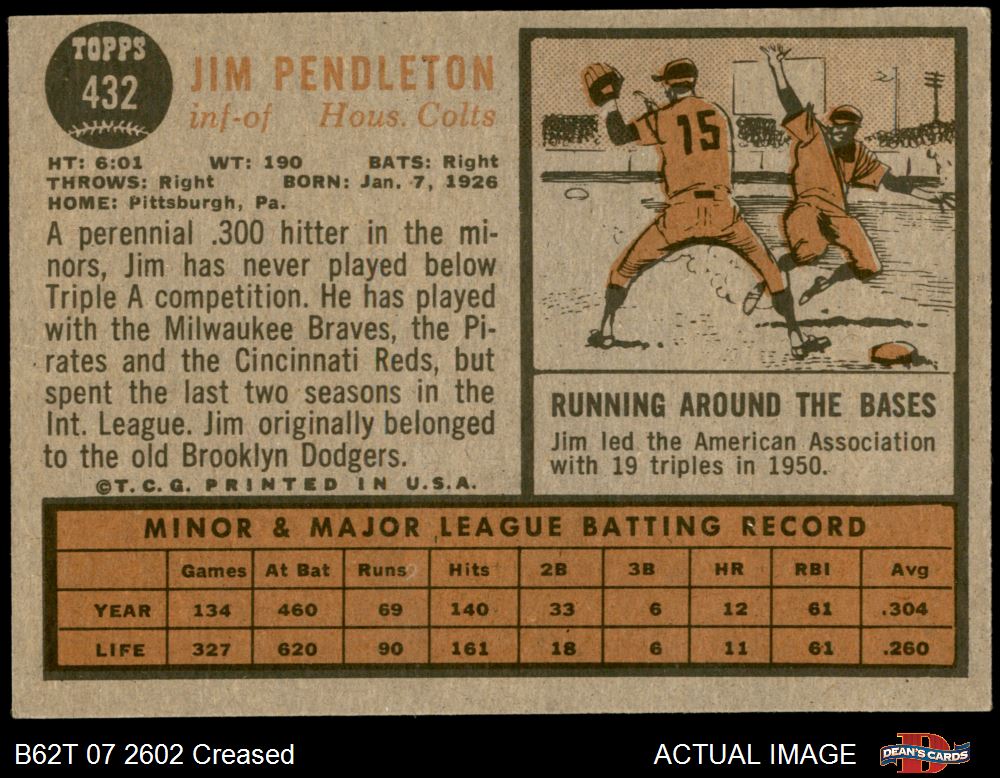 TOPPS
432
JIM PENDLETON
inf-of Hous. Colts
HT: 6:01 WT: 190 BATS: Right
THROWS: Right BORN: Jan. 7, 1926
HOME: Pittsburgh, Pa.
A perennial .300 hitter in the mi-
nors, Jim has never played below
Triple A competition. He has played
with the Milwaukee Braves, the Pi-
rates and the Cincinnati Reds, but
spent the last two seasons in the
Int. League. Jim originally belonged
to the old Brooklyn Dodgers.
©T.C.G. PRINTED IN U.S.A.
15
RUNNING AROUND THE BASES
Jim led the American Association
with 19 triples in 1950.
MINOR & MAJOR LEAGUE BATTING RECORD
Games At Bat Runs Hits 2B 3B HR RBI Avg
YEAR 134 460 69 140 33 6 12 61 .304
LIFE 327 620 90 161 18 6 11 61 .260
B62T 07 2602 Creased ACTUAL IMAGE DEAN'S CARDS